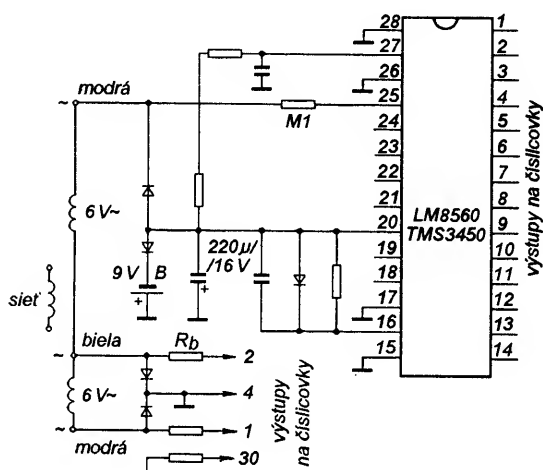 modrá
~
6 V~
sieť
biela
~
6 V~
~
modrá
9 V B
+
220 µ/
/16 V
+
M1
Rb
2
4
1
30
výstupy
na číslicovky
28
27
26
25
24
23
22
21
20
19
18
17
16
15
LM8560
TMS3450
1
2
3
4
5
6
7
8
9
10
11
12
13
14
výstupy na číslicovky